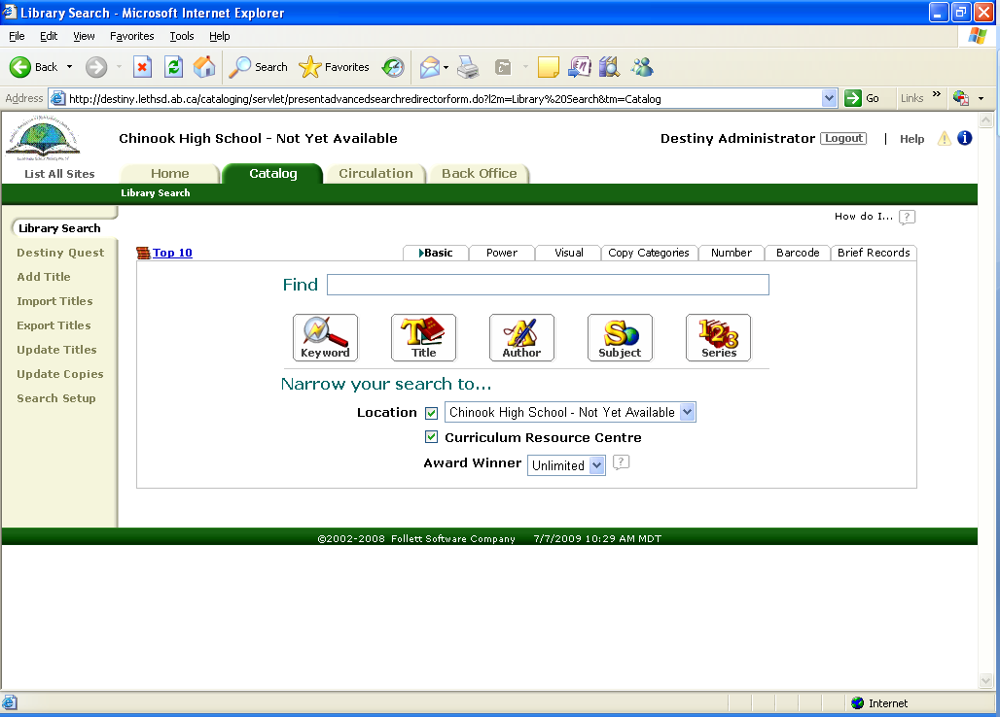 Library Search - Microsoft Internet Explorer
File Edit View Favorites Tools Help
Back Search Favorites
Address http://destiny.lethsd.ab.ca/cataloging/servlet/presentadvancedsearchredirectorform.do?l2m=Library%20Search&tm=Catalog Go Links »
Chinook High School - Not Yet Available Destiny Administrator Logout | Help
List All Sites Home Catalog Circulation Back Office
Library Search
How do I... ?
Library Search
Destiny Quest
Add Title
Import Titles
Export Titles
Update Titles
Update Copies
Search Setup
Top 10 Basic Power Visual Copy Categories Number Barcode Brief Records
Find
Keyword Title Author Subject Series
Narrow your search to...
Location Chinook High School - Not Yet Available
Curriculum Resource Centre
Award Winner Unlimited ?
©2002-2008 Follett Software Company 7/7/2009 10:29 AM MDT
Internet